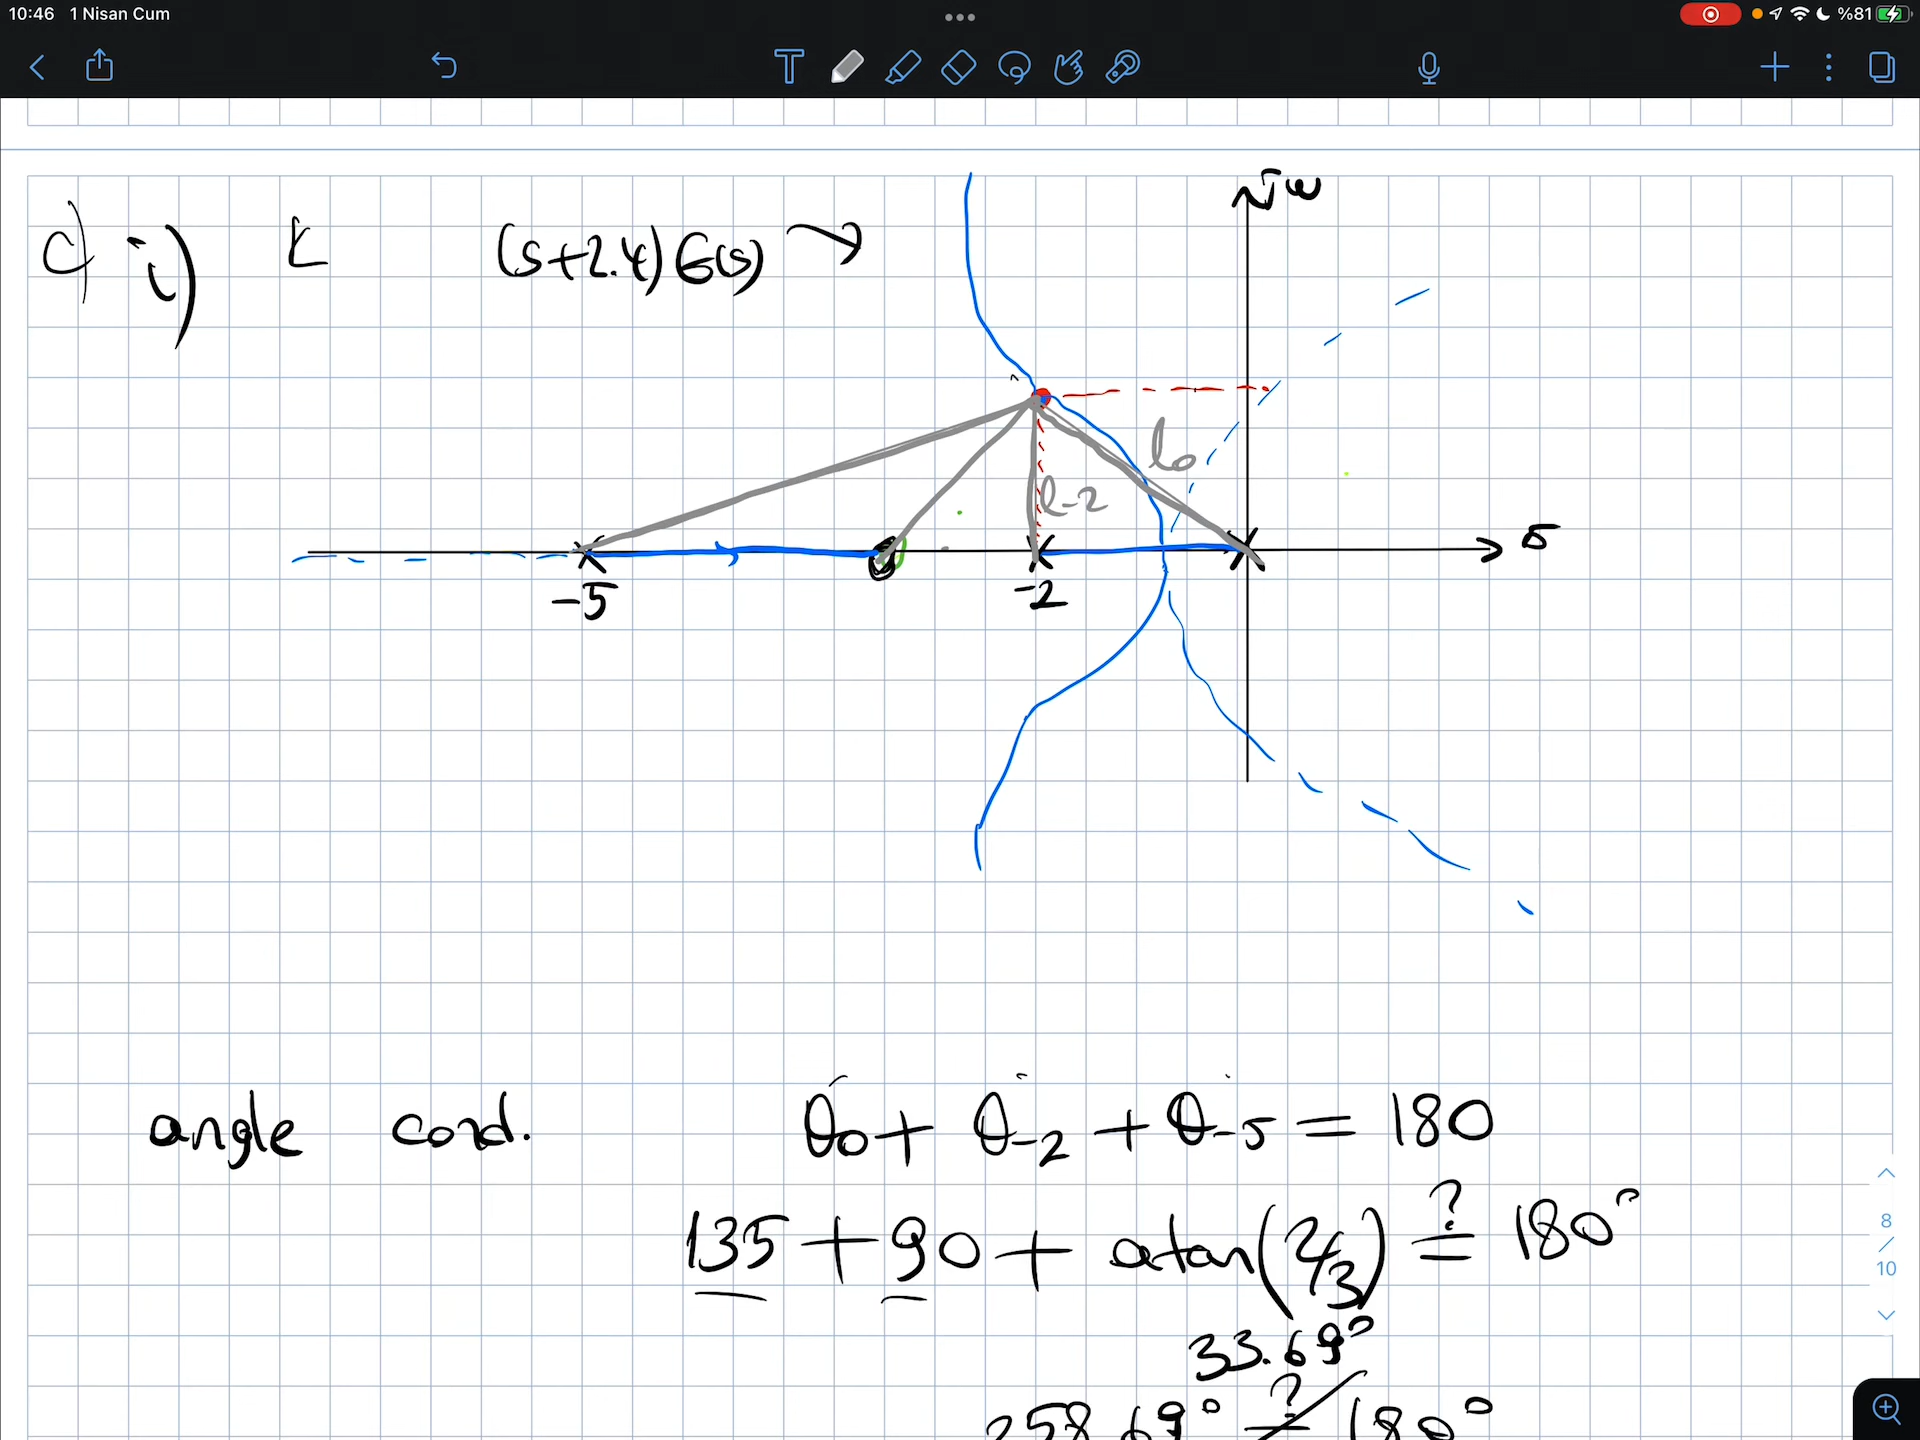 10:46 1 Nisan Cum %81
c) i) K (s+2.4) G(s)
jω
l0
l-2
σ
-5 -2
angle cond. θ0 + θ-2 + θ-5 = 180
135 + 90 + atan(2/3) ?= 180°
33.69°
258.69° ?≠ 180°
8 / 10